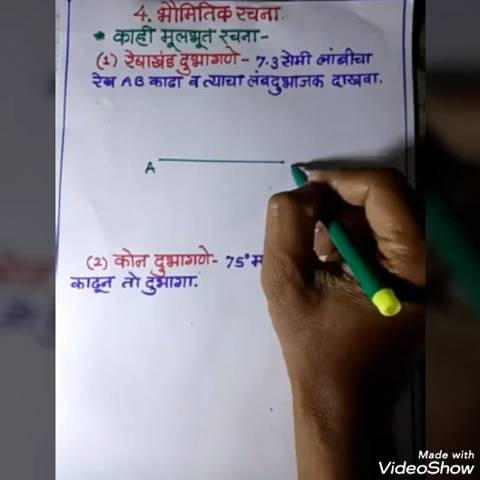 4. भौमितिक रचना.
* काही मूलभूत रचना-
(1) रेषाखंड दुभागणे- 7.3 सेमी लांबीचा
रेख AB काढा व त्याचा लंबदुभाजक दाखवा.
A
(2) कोन दुभागणे- 75°
काढून तो दुभागा.
Made with
VideoShow